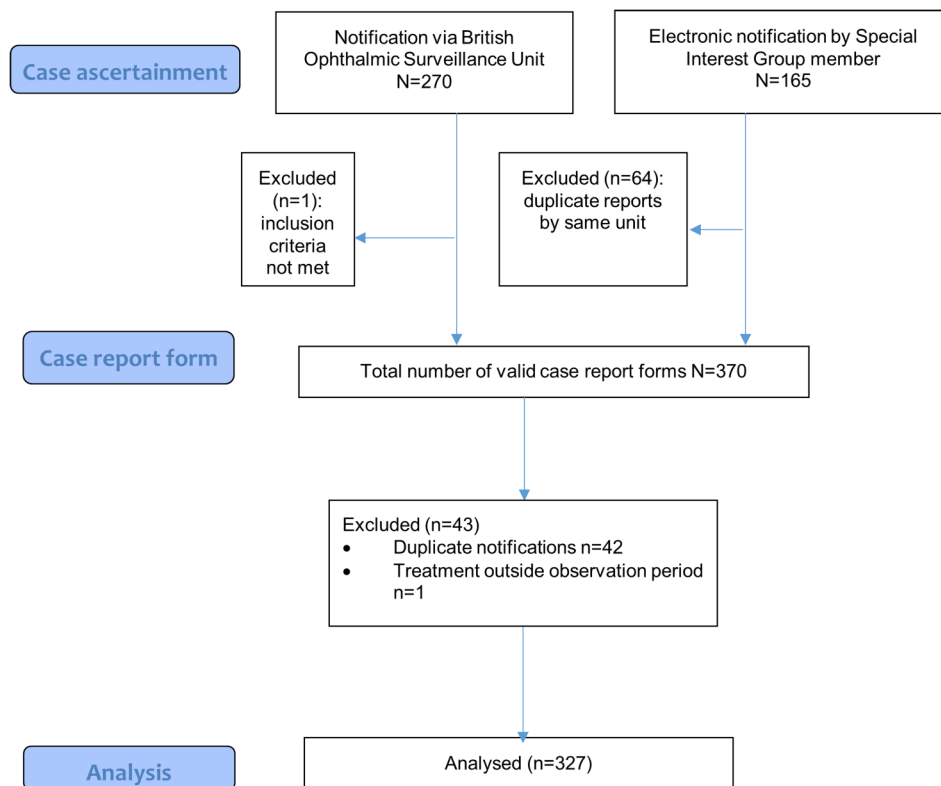 Case ascertainment
Notification via British
Ophthalmic Surveillance Unit
N=270
Electronic notification by Special
Interest Group member
N=165
Excluded
(n=1):
inclusion
criteria
not met
Excluded (n=64):
duplicate reports
by same unit
Case report form
Total number of valid case report forms N=370
Excluded (n=43)
• Duplicate notifications n=42
• Treatment outside observation period
n=1
Analysis
Analysed (n=327)